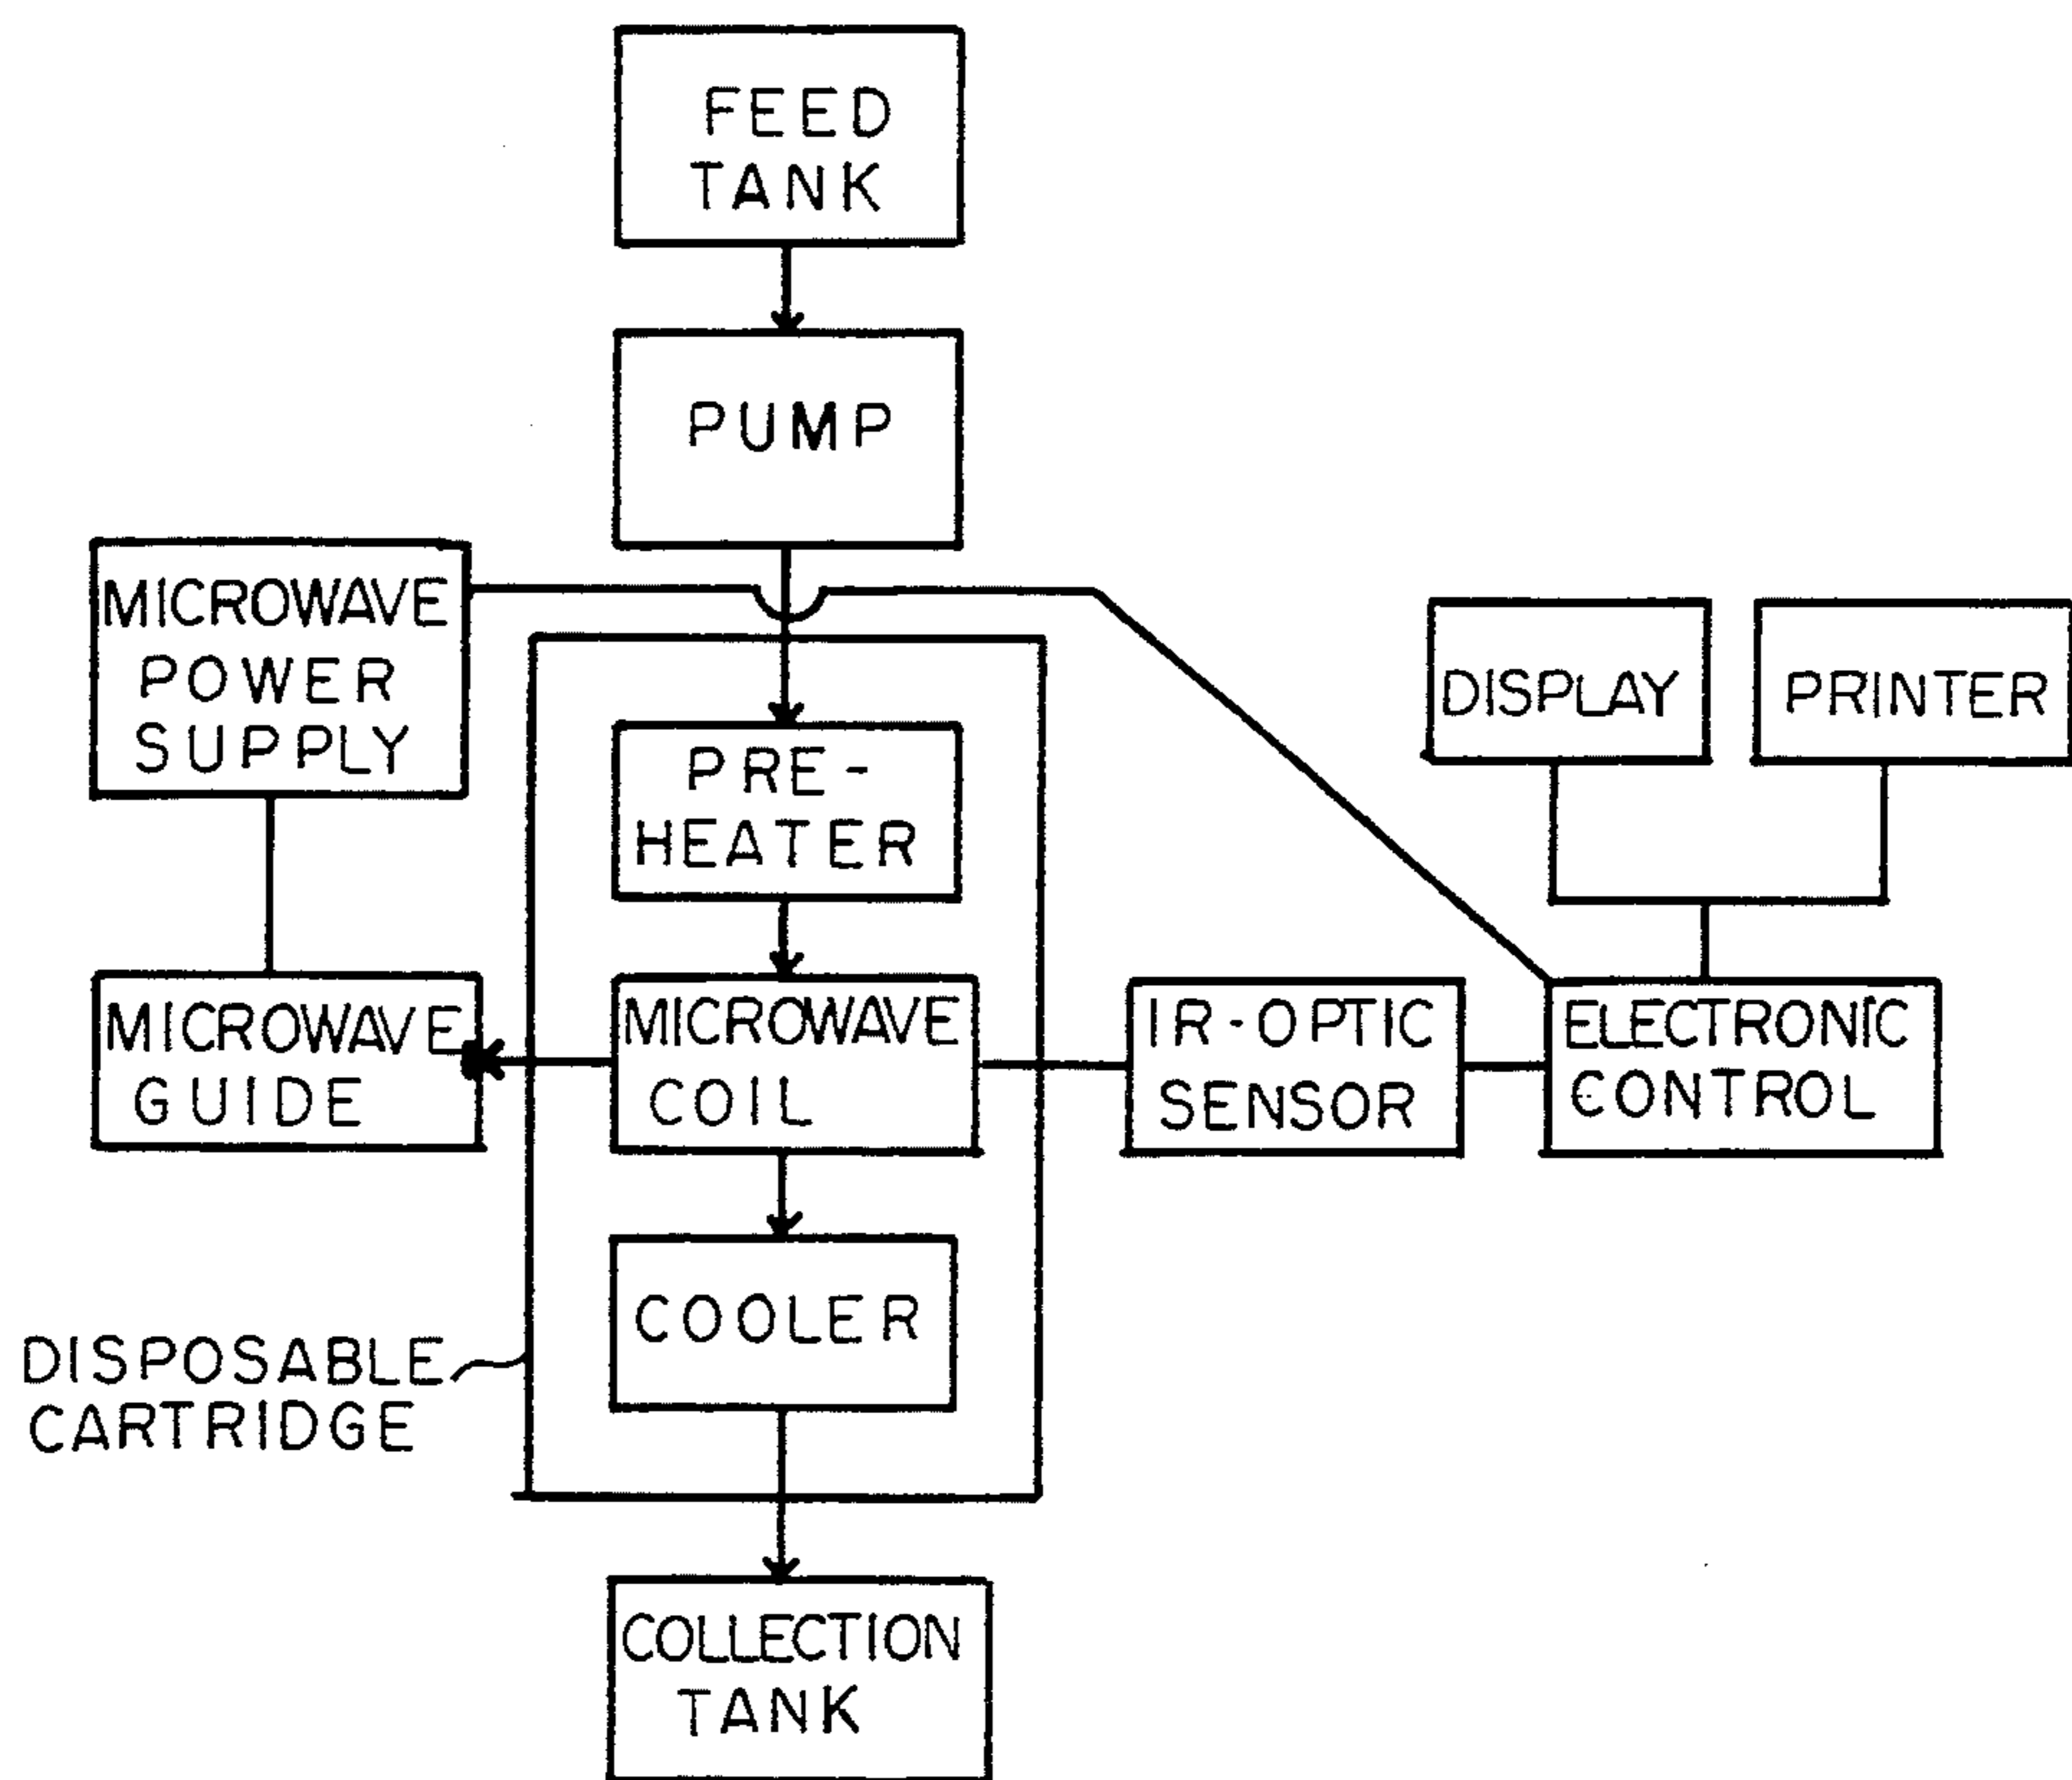 FEED
TANK
PUMP
MICROWAVE
POWER
SUPPLY
DISPLAY
PRINTER
PRE-
HEATER
MICROWAVE
GUIDE
MICROWAVE
COIL
IR-OPTIC
SENSOR
ELECTRONIC
CONTROL
COOLER
DISPOSABLE
CARTRIDGE
COLLECTION
TANK